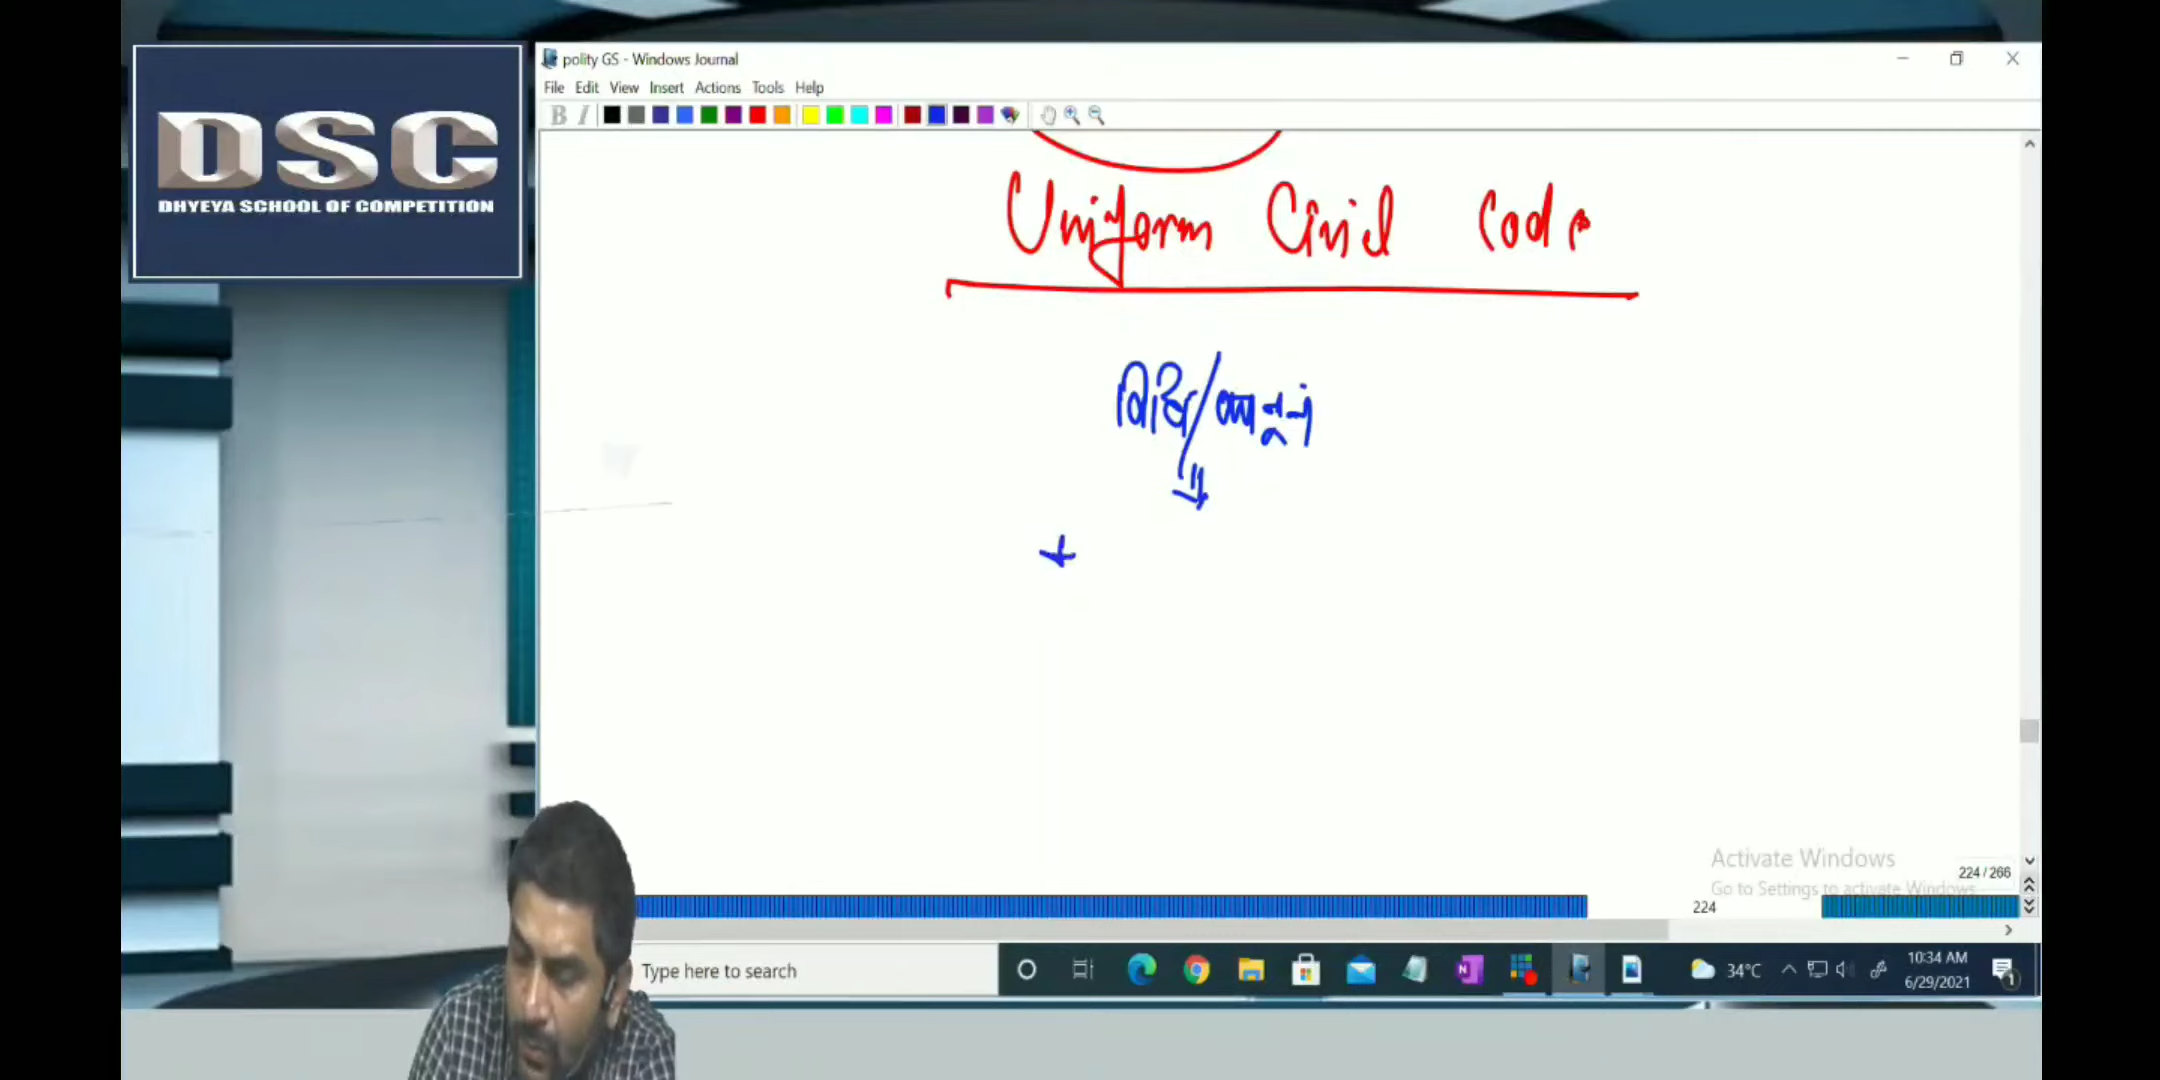 DSC
DHYEYA SCHOOL OF COMPETITION
polity GS - Windows Journal
File Edit View Insert Actions Tools Help
B I
Uniform Civil Code
विधि/कानून
+
Activate Windows
Go to Settings to activate Windows.
224 / 266
224
Type here to search
34°C
10:34 AM
6/29/2021
1